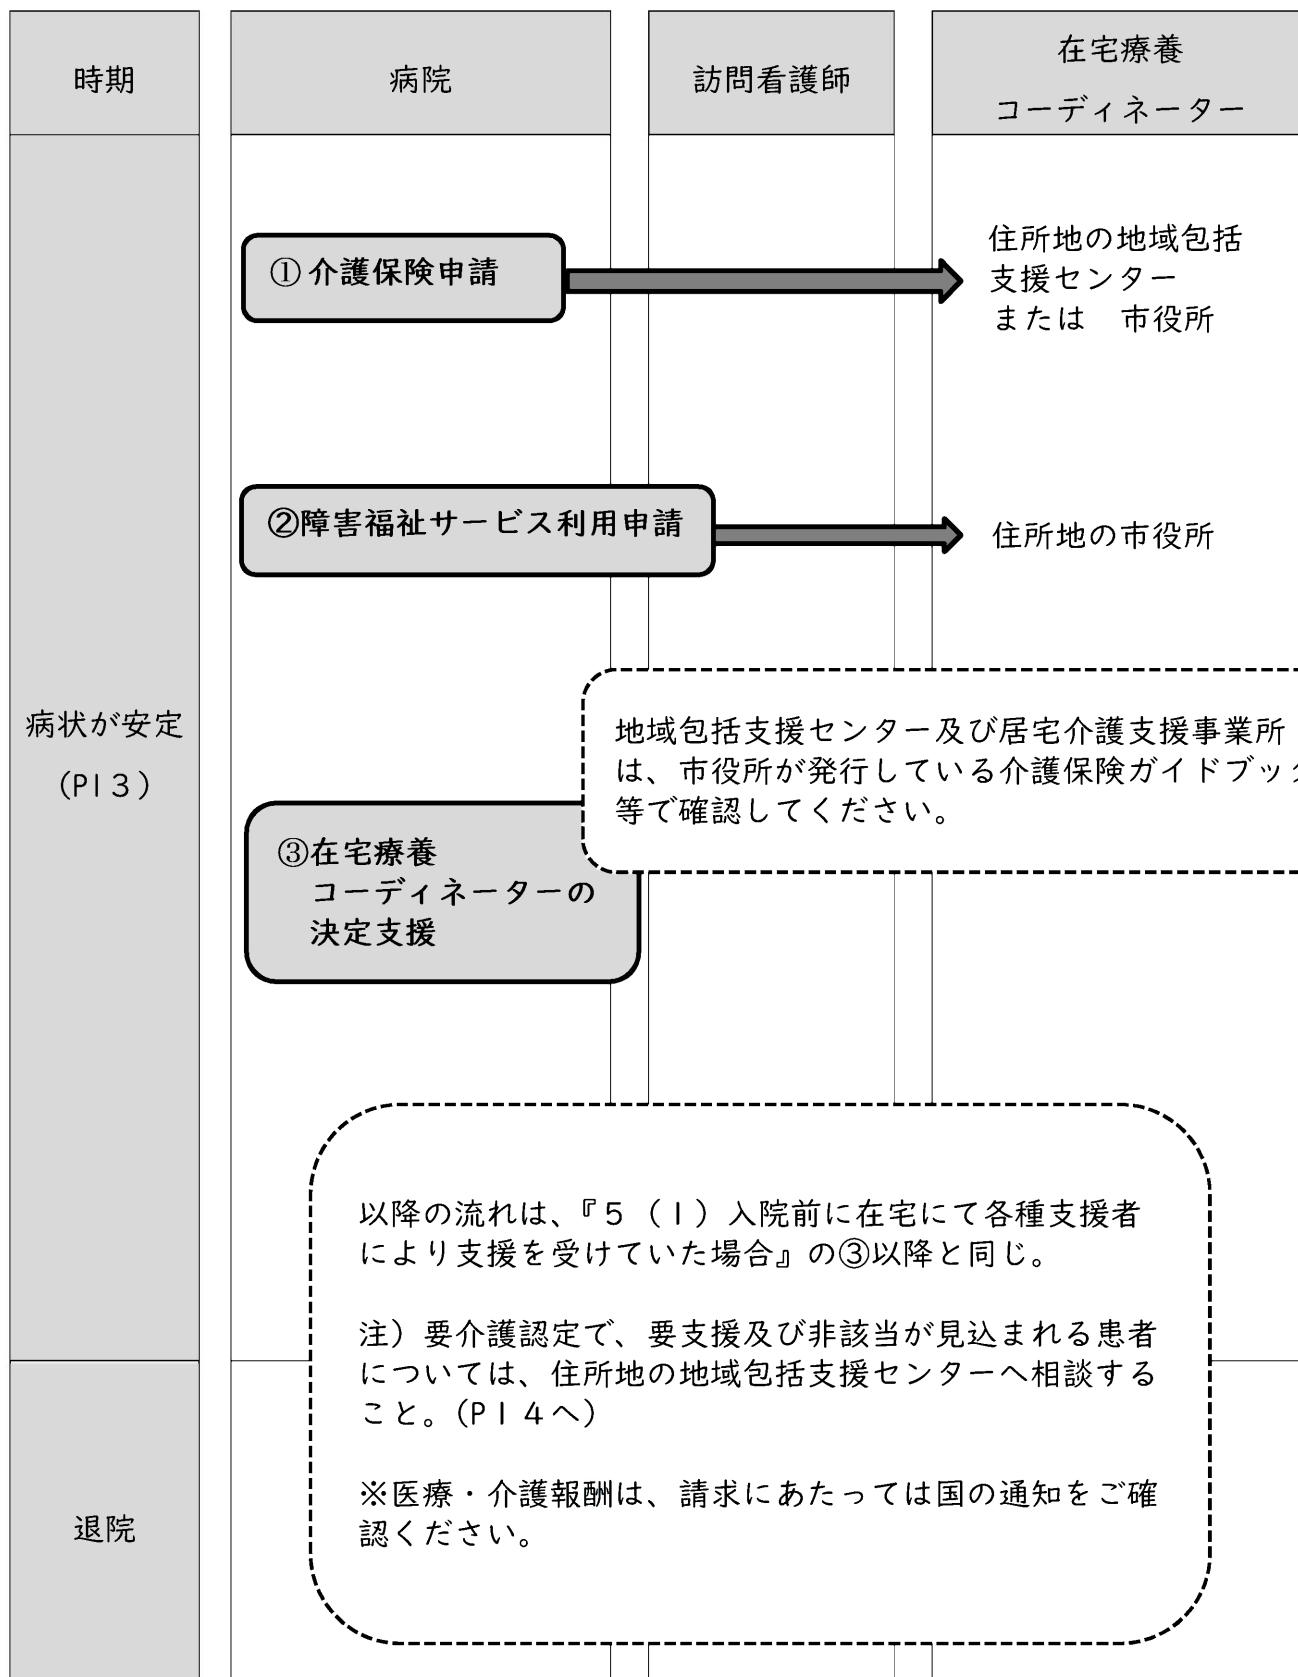 時期
病院
訪問看護師
在宅療養
コーディネーター
①介護保険申請
住所地の地域包括
支援センター
または　市役所
②障害福祉サービス利用申請
住所地の市役所
病状が安定
(P13)
地域包括支援センター及び居宅介護支援事業所
は、市役所が発行している介護保険ガイドブック
等で確認してください。
③在宅療養
コーディネーターの
決定支援
以降の流れは、『5（1）入院前に在宅にて各種支援者
により支援を受けていた場合』の③以降と同じ。
注）要介護認定で、要支援及び非該当が見込まれる患者
については、住所地の地域包括支援センターへ相談する
こと。(P14へ)
※医療・介護報酬は、請求にあたっては国の通知をご確
認ください。
退院